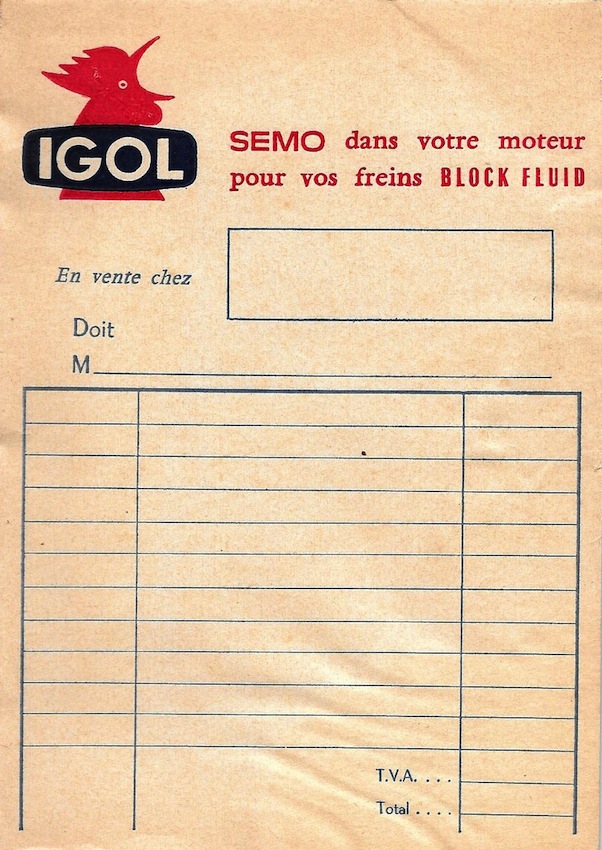 IGOL
SEMO dans votre moteur
pour vos freins BLOCK FLUID
En vente chez
Doit
M
T.V.A. . . .
Total . . . .